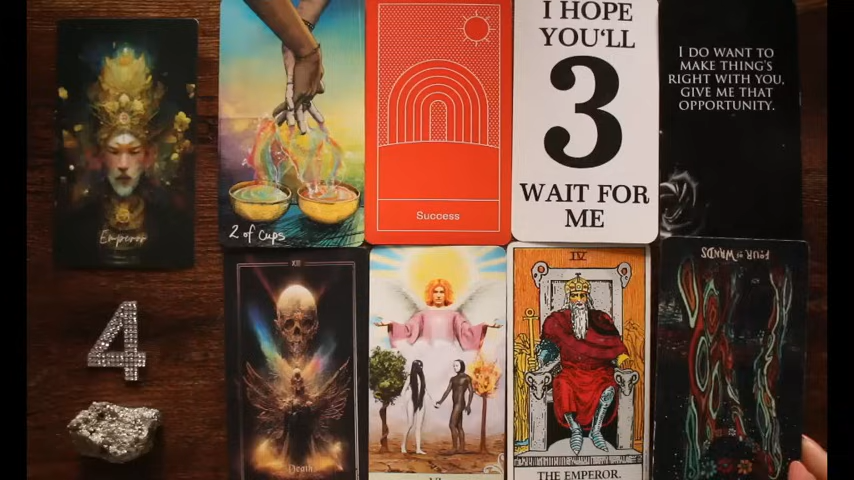 Emperor
4
2 of Cups
Success
I HOPE
YOU'LL
3
WAIT FOR
ME
I DO WANT TO
MAKE THING'S
RIGHT WITH YOU,
GIVE ME THAT
OPPORTUNITY.
XIII
Death
IV
THE EMPEROR.
FOUR OF WANDS